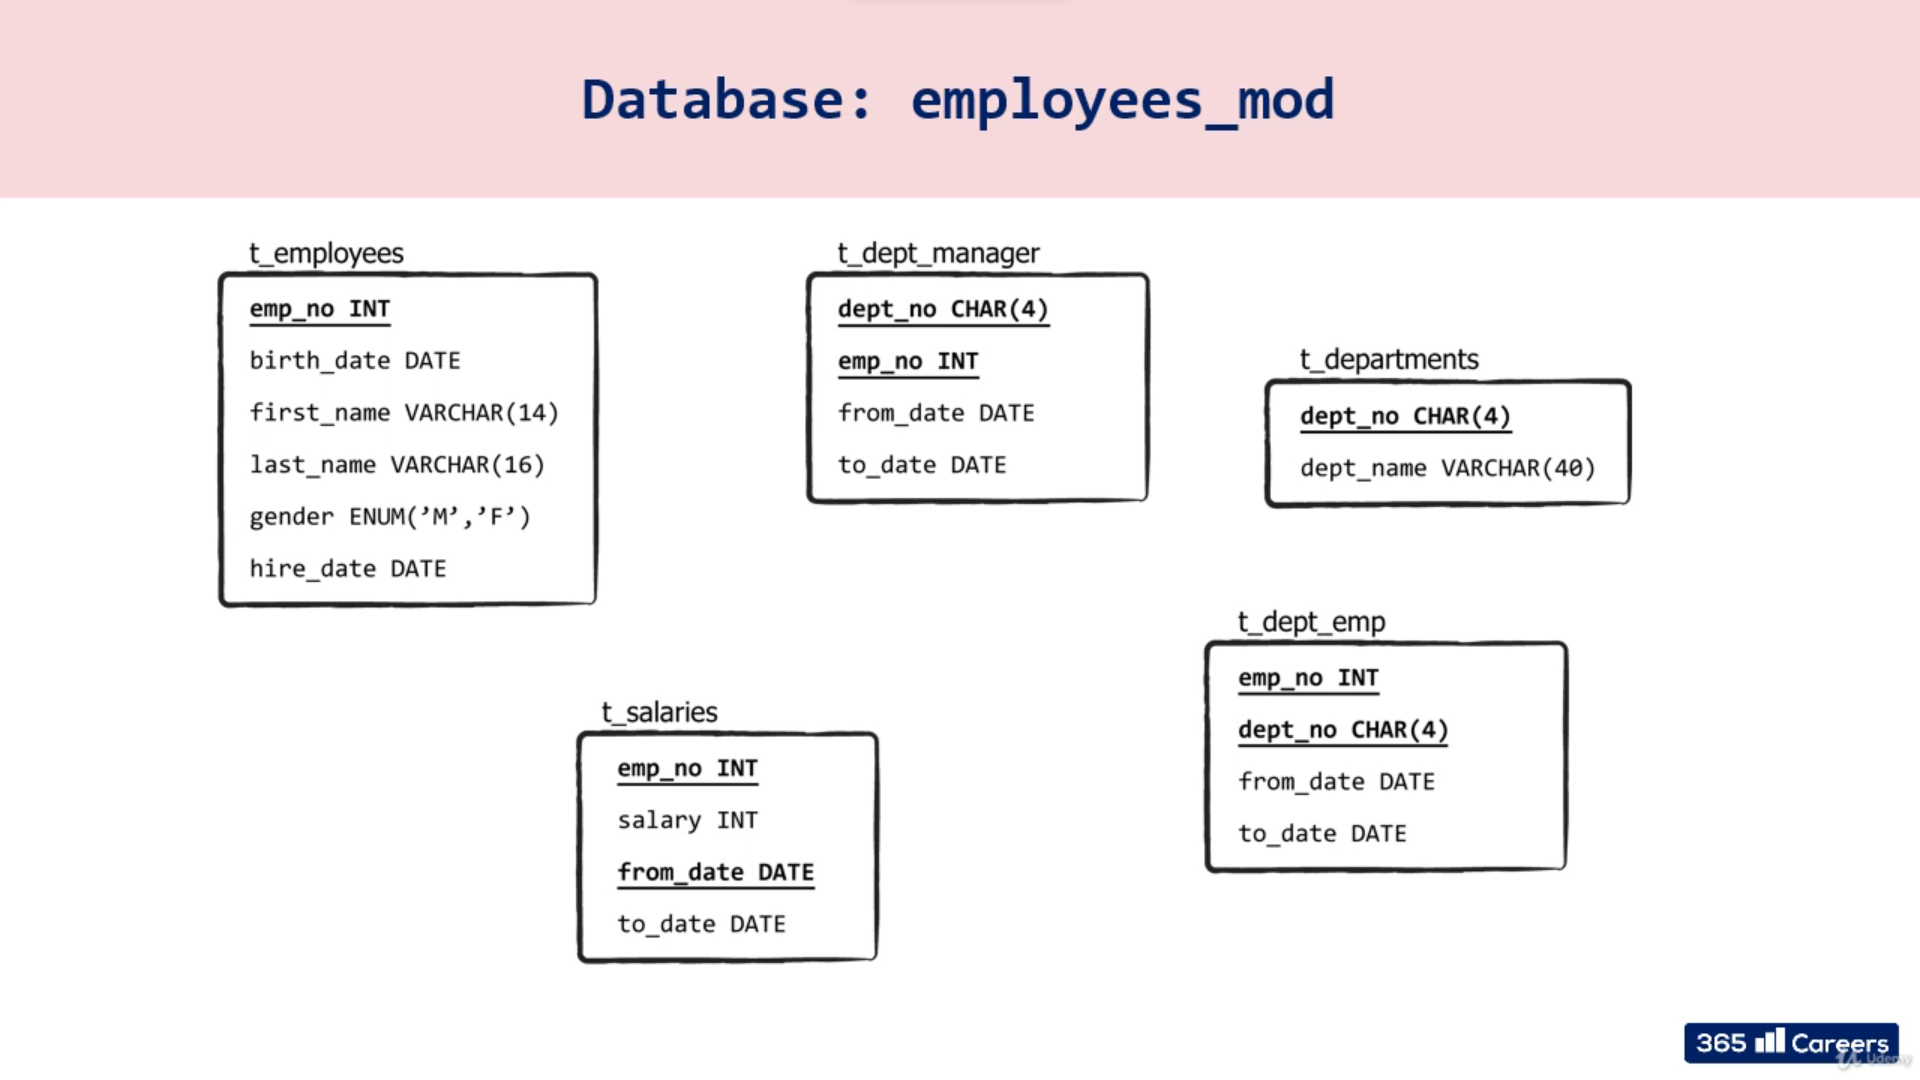 Database: employees_mod
t_employees
emp_no INT
birth_date DATE
first_name VARCHAR(14)
last_name VARCHAR(16)
gender ENUM(’M’,’F’)
hire_date DATE
t_dept_manager
dept_no CHAR(4)
emp_no INT
from_date DATE
to_date DATE
t_departments
dept_no CHAR(4)
dept_name VARCHAR(40)
t_salaries
emp_no INT
salary INT
from_date DATE
to_date DATE
t_dept_emp
emp_no INT
dept_no CHAR(4)
from_date DATE
to_date DATE
365 Careers
Udemy